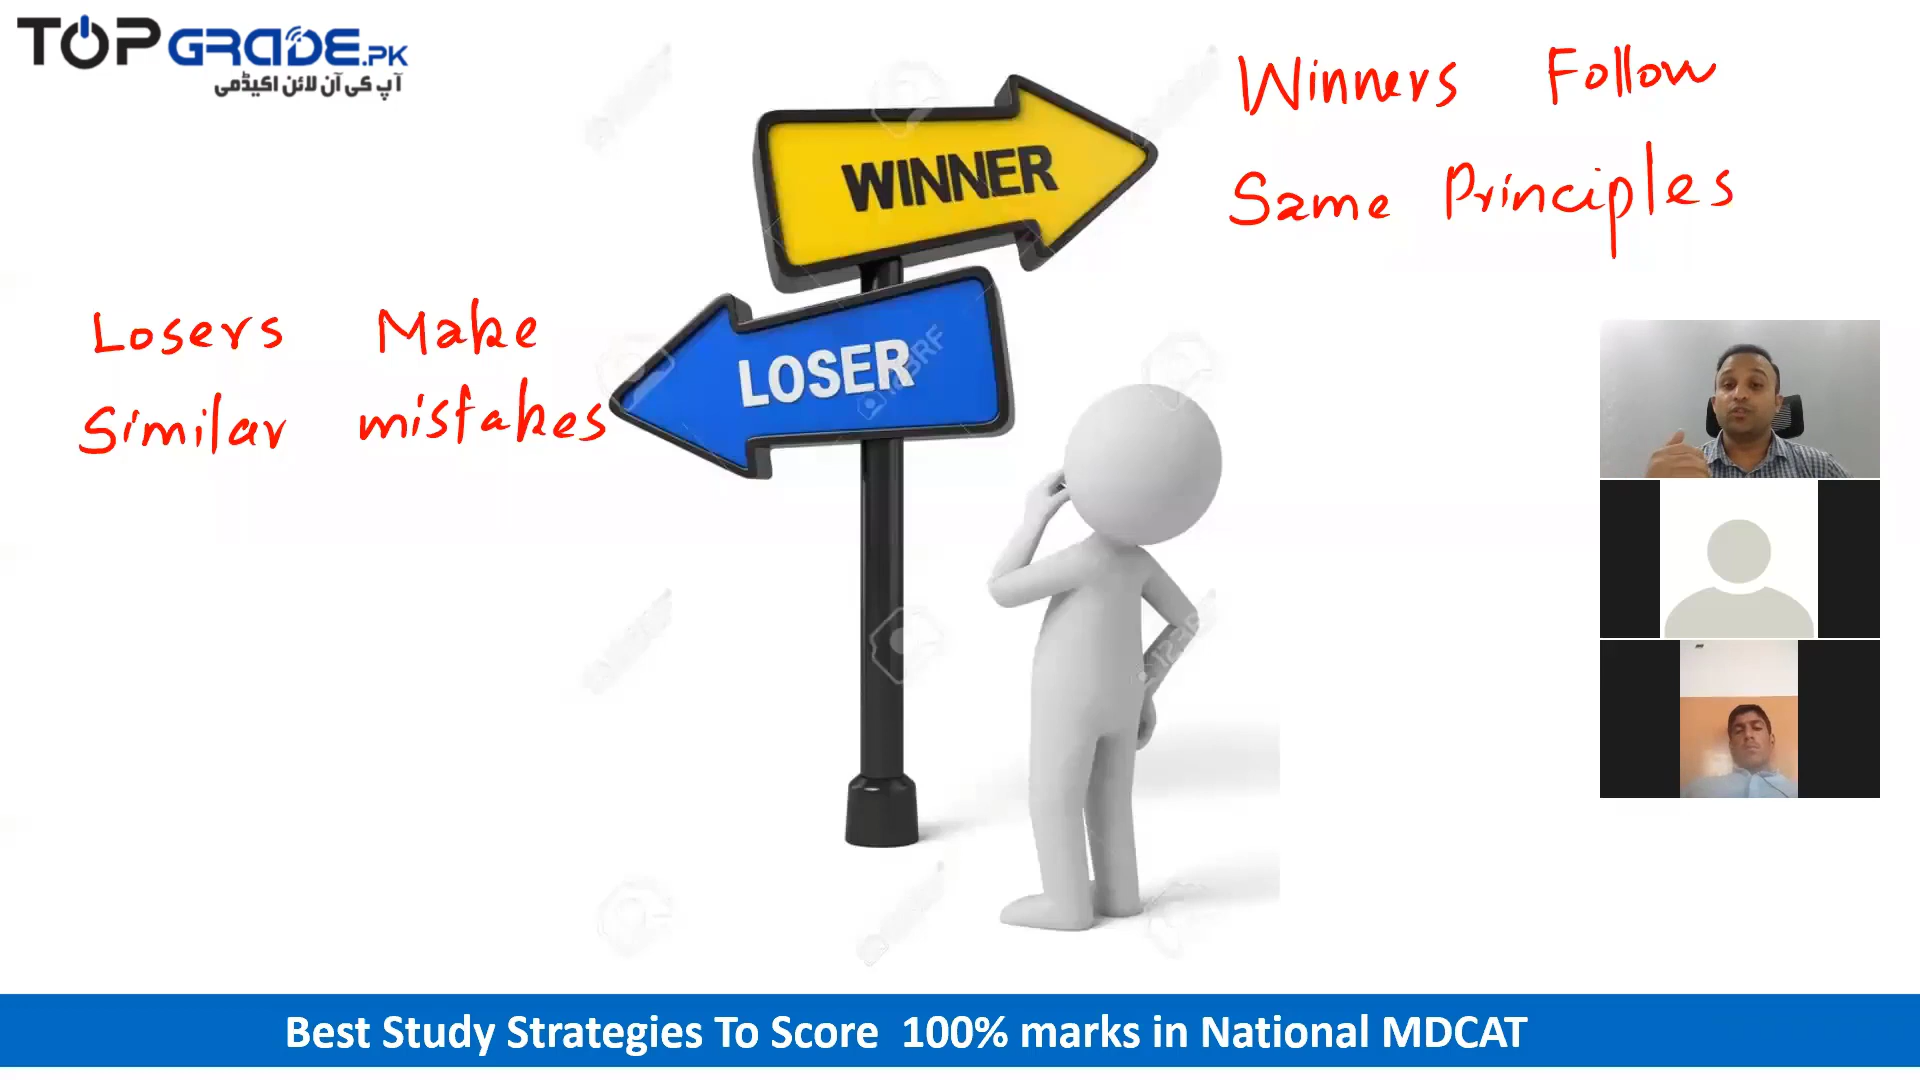 TOPGRADE.PK
آپ کی آن لائن اکیڈمی
Winners Follow
Same Principles
WINNER
Losers Make
Similar mistakes
LOSER
123RF
Best Study Strategies To Score 100% marks in National MDCAT